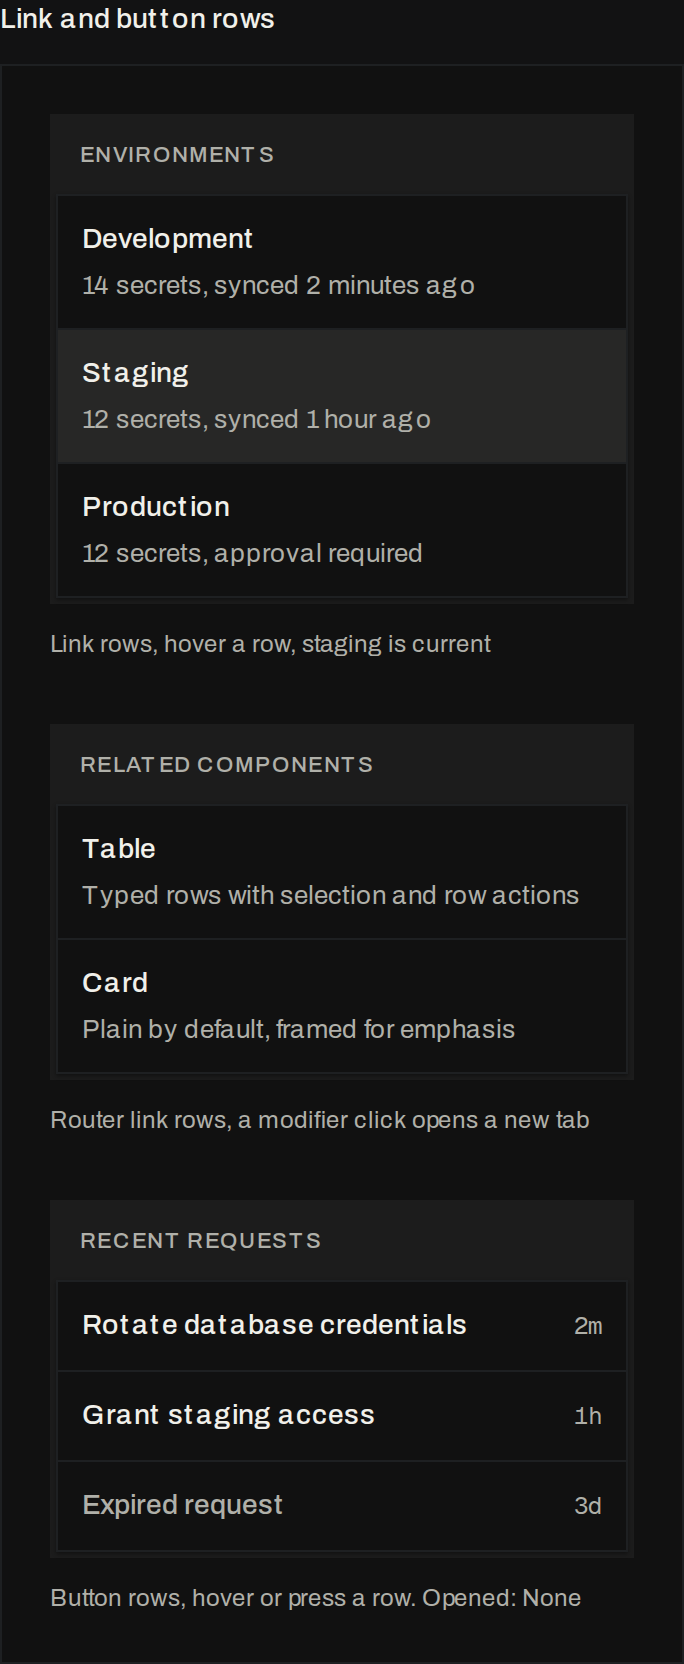 Link and button rows
ENVIRONMENTS
Development
14 secrets, synced 2 minutes ago
Staging
12 secrets, synced 1 hour ago
Production
12 secrets, approval required
Link rows, hover a row, staging is current
RELATED COMPONENTS
Table
Typed rows with selection and row actions
Card
Plain by default, framed for emphasis
Router link rows, a modifier click opens a new tab
RECENT REQUESTS
Rotate database credentials 2m
Grant staging access 1h
Expired request 3d
Button rows, hover or press a row. Opened: None